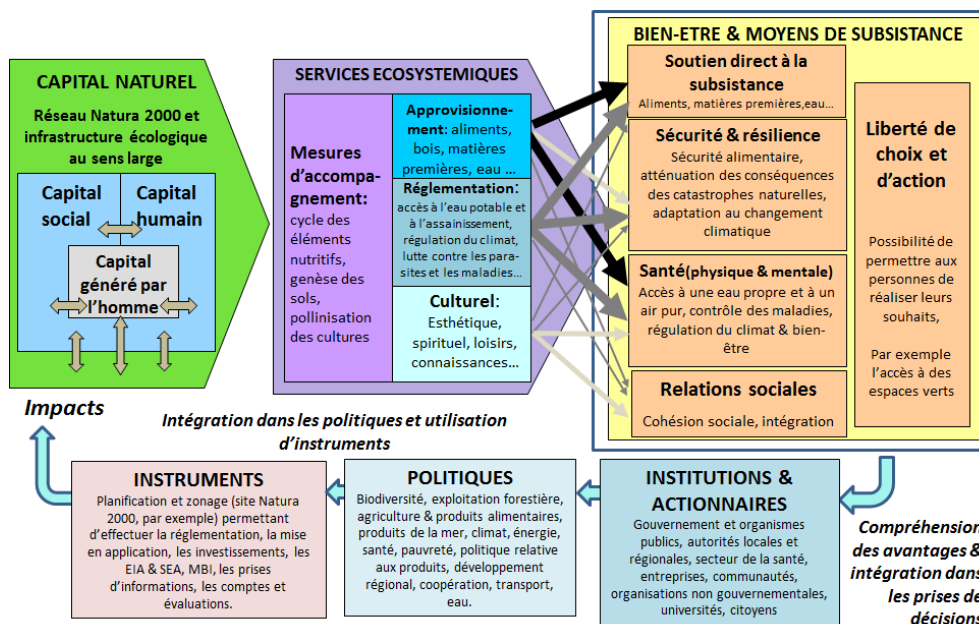 CAPITAL NATUREL
Réseau Natura 2000 et
infrastructure écologique
au sens large
Capital
social
Capital
humain
Capital
généré par
l'homme
SERVICES ECOSYSTEMIQUES
Mesures
d'accompa-
gnement:
cycle des
éléments
nutritifs,
genèse des
sols,
pollinisation
des cultures
Approvisionne-
ment: aliments,
bois, matières
premières, eau ...
Réglementation:
accès à l'eau potable et
à l'assainissement,
régulation du climat,
lutte contre les para-
sites et les maladies...
Culturel:
Esthétique,
spirituel, loisirs,
connaissances...
BIEN-ETRE & MOYENS DE SUBSISTANCE
Soutien direct à la
subsistance
Aliments, matières premières,eau...
Sécurité & résilience
Sécurité alimentaire,
atténuation des conséquences
des catastrophes naturelles,
adaptation au changement
climatique
Santé(physique & mentale)
Accès à une eau propre et à un
air pur, contrôle des maladies,
régulation du climat & bien-
être
Relations sociales
Cohésion sociale, intégration
Liberté de
choix et
d'action
Possibilité de
permettre aux
personnes de
réaliser leurs
souhaits,
Par exemple
l'accès à des
espaces verts
Impacts
Intégration dans les politiques et utilisation
d'instruments
INSTRUMENTS
Planification et zonage (site Natura
2000, par exemple) permettant
d'effectuer la réglementation, la mise
en application, les investissements, les
EIA & SEA, MBI, les prises
d'informations, les comptes et
évaluations.
POLITIQUES
Biodiversité, exploitation forestière,
agriculture & produits alimentaires,
produits de la mer, climat, énergie,
santé, pauvreté, politique relative
aux produits, développement
régional, coopération, transport,
eau.
INSTITUTIONS &
ACTIONNAIRES
Gouvernement et organismes
publics, autorités locales et
régionales, secteur de la santé,
entreprises, communautés,
organisations non gouvernementales,
universités, citoyens
Compréhension
des avantages &
intégration dans
les prises de
décisions